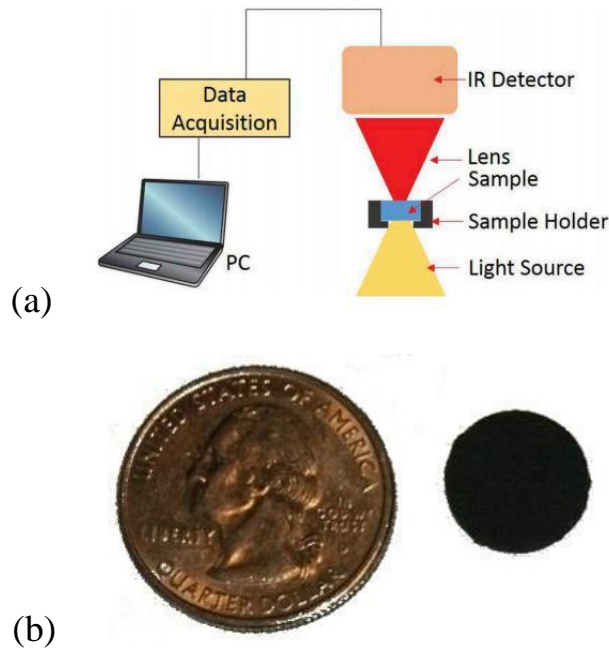 IR Detector
Data
Acquisition
Lens
Sample
Sample Holder
PC
Light Source
(a)
UNITED STATES OF AMERICA
LIBERTY
IN
GOD WE
TRUST
QUARTER DOLLAR
(b)